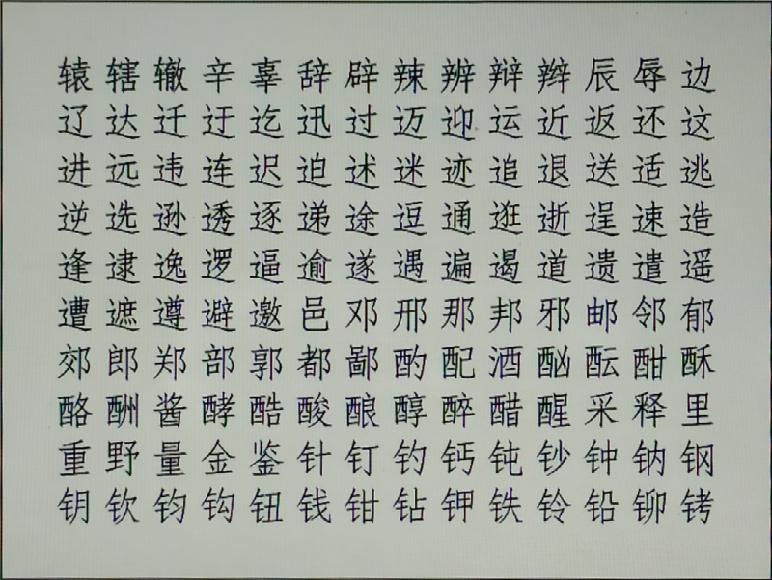 辕辖辙辛辜辞辟辣辨辩辫辰辱边
辽达迁迂迄迅过迈迎运近返还这
进远违连迟迫述迷迹追退送适逃
逆选逊透逐递途逗通逛逝逞速造
逢逮逸逻逼逾遂遇遍遏道遗遣遥
遭遮遵避邀邑邓邢那邦邪邮邻郁
郊郎郑部郭都鄙酌配酒酗酝酣酥
酪酬酱酵酷酸酿醇醉醋醒采释里
重野量金鉴针钉钓钙钝钞钟钠钢
钥钦钧钩钮钱钳钻钾铁铃铅铆铐